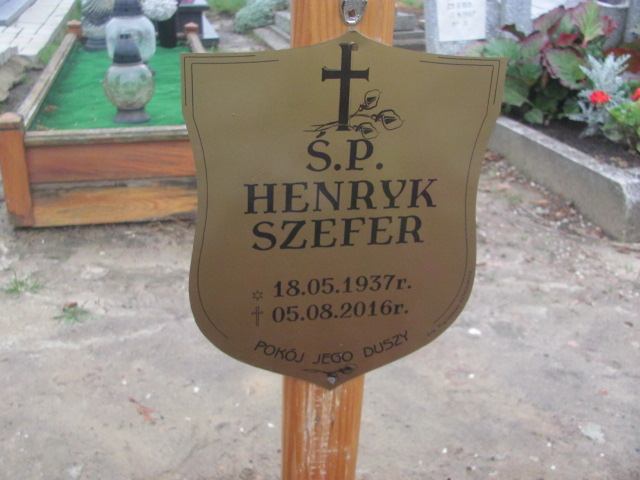 Ś.P.
HENRYK
SZEFER
18.05.1937r.
05.08.2016r.
POKÓJ JEGO DUSZY